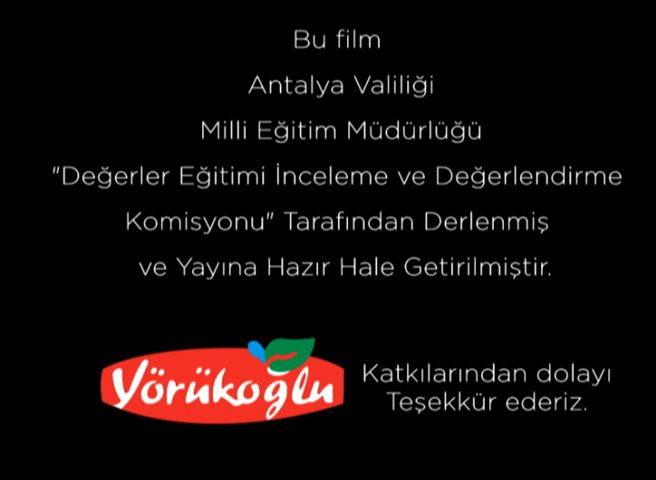 Bu film
Antalya Valiliği
Milli Eğitim Müdürlüğü
"Değerler Eğitimi İnceleme ve Değerlendirme
Komisyonu" Tarafından Derlenmiş
ve Yayına Hazır Hale Getirilmiştir.
Yörükoğlu
Katkılarından dolayı
Teşekkür ederiz.